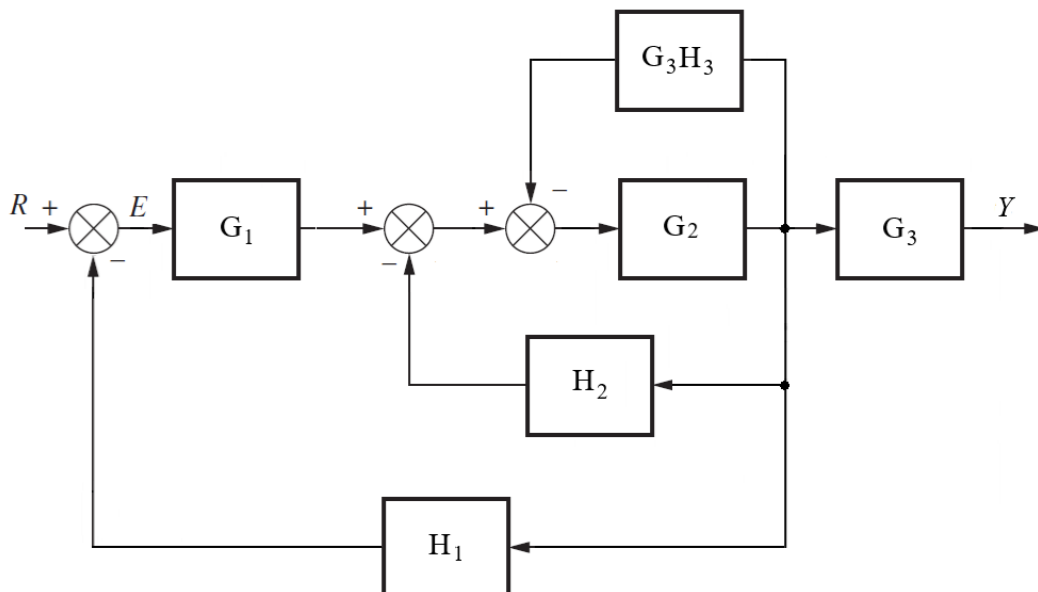 G₃H₃
R + E G₁ + + − G₂ G₃ Y
− −
H₂
H₁